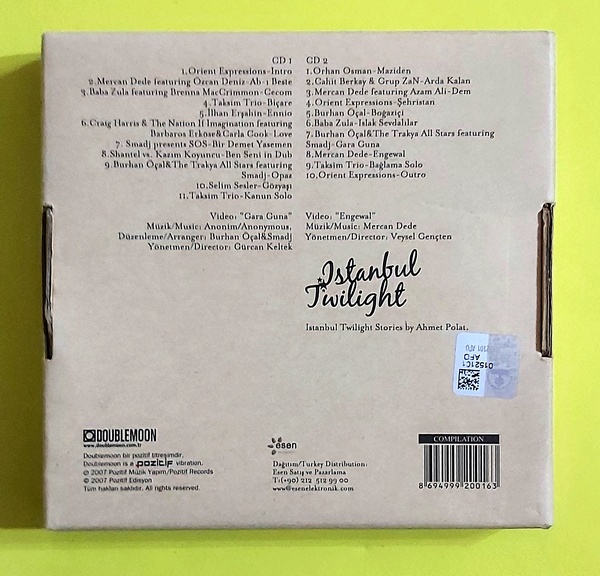 CD 1
1.Orient Expressions-Intro
2.Mercan Dede featuring Özcan Deniz-Ab-ı Beste
3.Baba Zula featuring Brenna MacCrimmon-Cecom
4.Taksim Trio-Biçare
5.İlhan Erşahin-Ennio
6.Craig Harris & The Nation If Imagination featuring
Barbaros Erköse&Carla Cook-Love
7. Smadj presents SOS-Bir Demet Yasemen
8.Shantel vs. Kazım Koyuncu-Ben Seni in Dub
9.Burhan Öçal&The Trakya All Stars featuring
Smadj-Opaz
10.Selim Sesler-Gözyaşı
11.Taksim Trio-Kanun Solo
Video: "Gara Guna"
Müzik/Music: Anonim/Anonymous,
Düzenleme/Arranger: Burhan Öçal&Smadj
Yönetmen/Director: Gürcan Keltek
CD 2
1.Orhan Osman-Maziden
2.Cahit Berkay & Grup ZaN-Arda Kalan
3.Mercan Dede featuring Azam Ali-Dem
4.Orient Expressions-Şehristan
5.Burhan Öçal-Boğaziçi
6.Baba Zula-Islak Sevdalılar
7.Burhan Öçal&The Trakya All Stars featuring
Smadj-Gara Guna
8.Mercan Dede-Engewal
9.Taksim Trio-Bağlama Solo
10.Orient Expressions-Outro
Video: "Engewal"
Müzik/Music: Mercan Dede
Yönetmen/Director: Veysel Gençten
Istanbul
Twilight
Istanbul Twilight Stories by Ahmet Polat.
01521C1
AFO
DOUBLEMOON
www.doublemoon.com.tr
Doublemoon bir pozitif titreşimdir,
Doublemoon is a pozitif vibration,
© 2007 Pozitif Müzik Yapım/Pozitif Records
© 2007 Pozitif Edisyon
Tüm hakları saklıdır. All rights reserved.
esen
Dağıtım/Turkey Distribution:
Esen Satış ve Pazarlama
T:(+90) 212 512 99 00
www@esenelektronik.com
COMPILATION
8 694999 200163